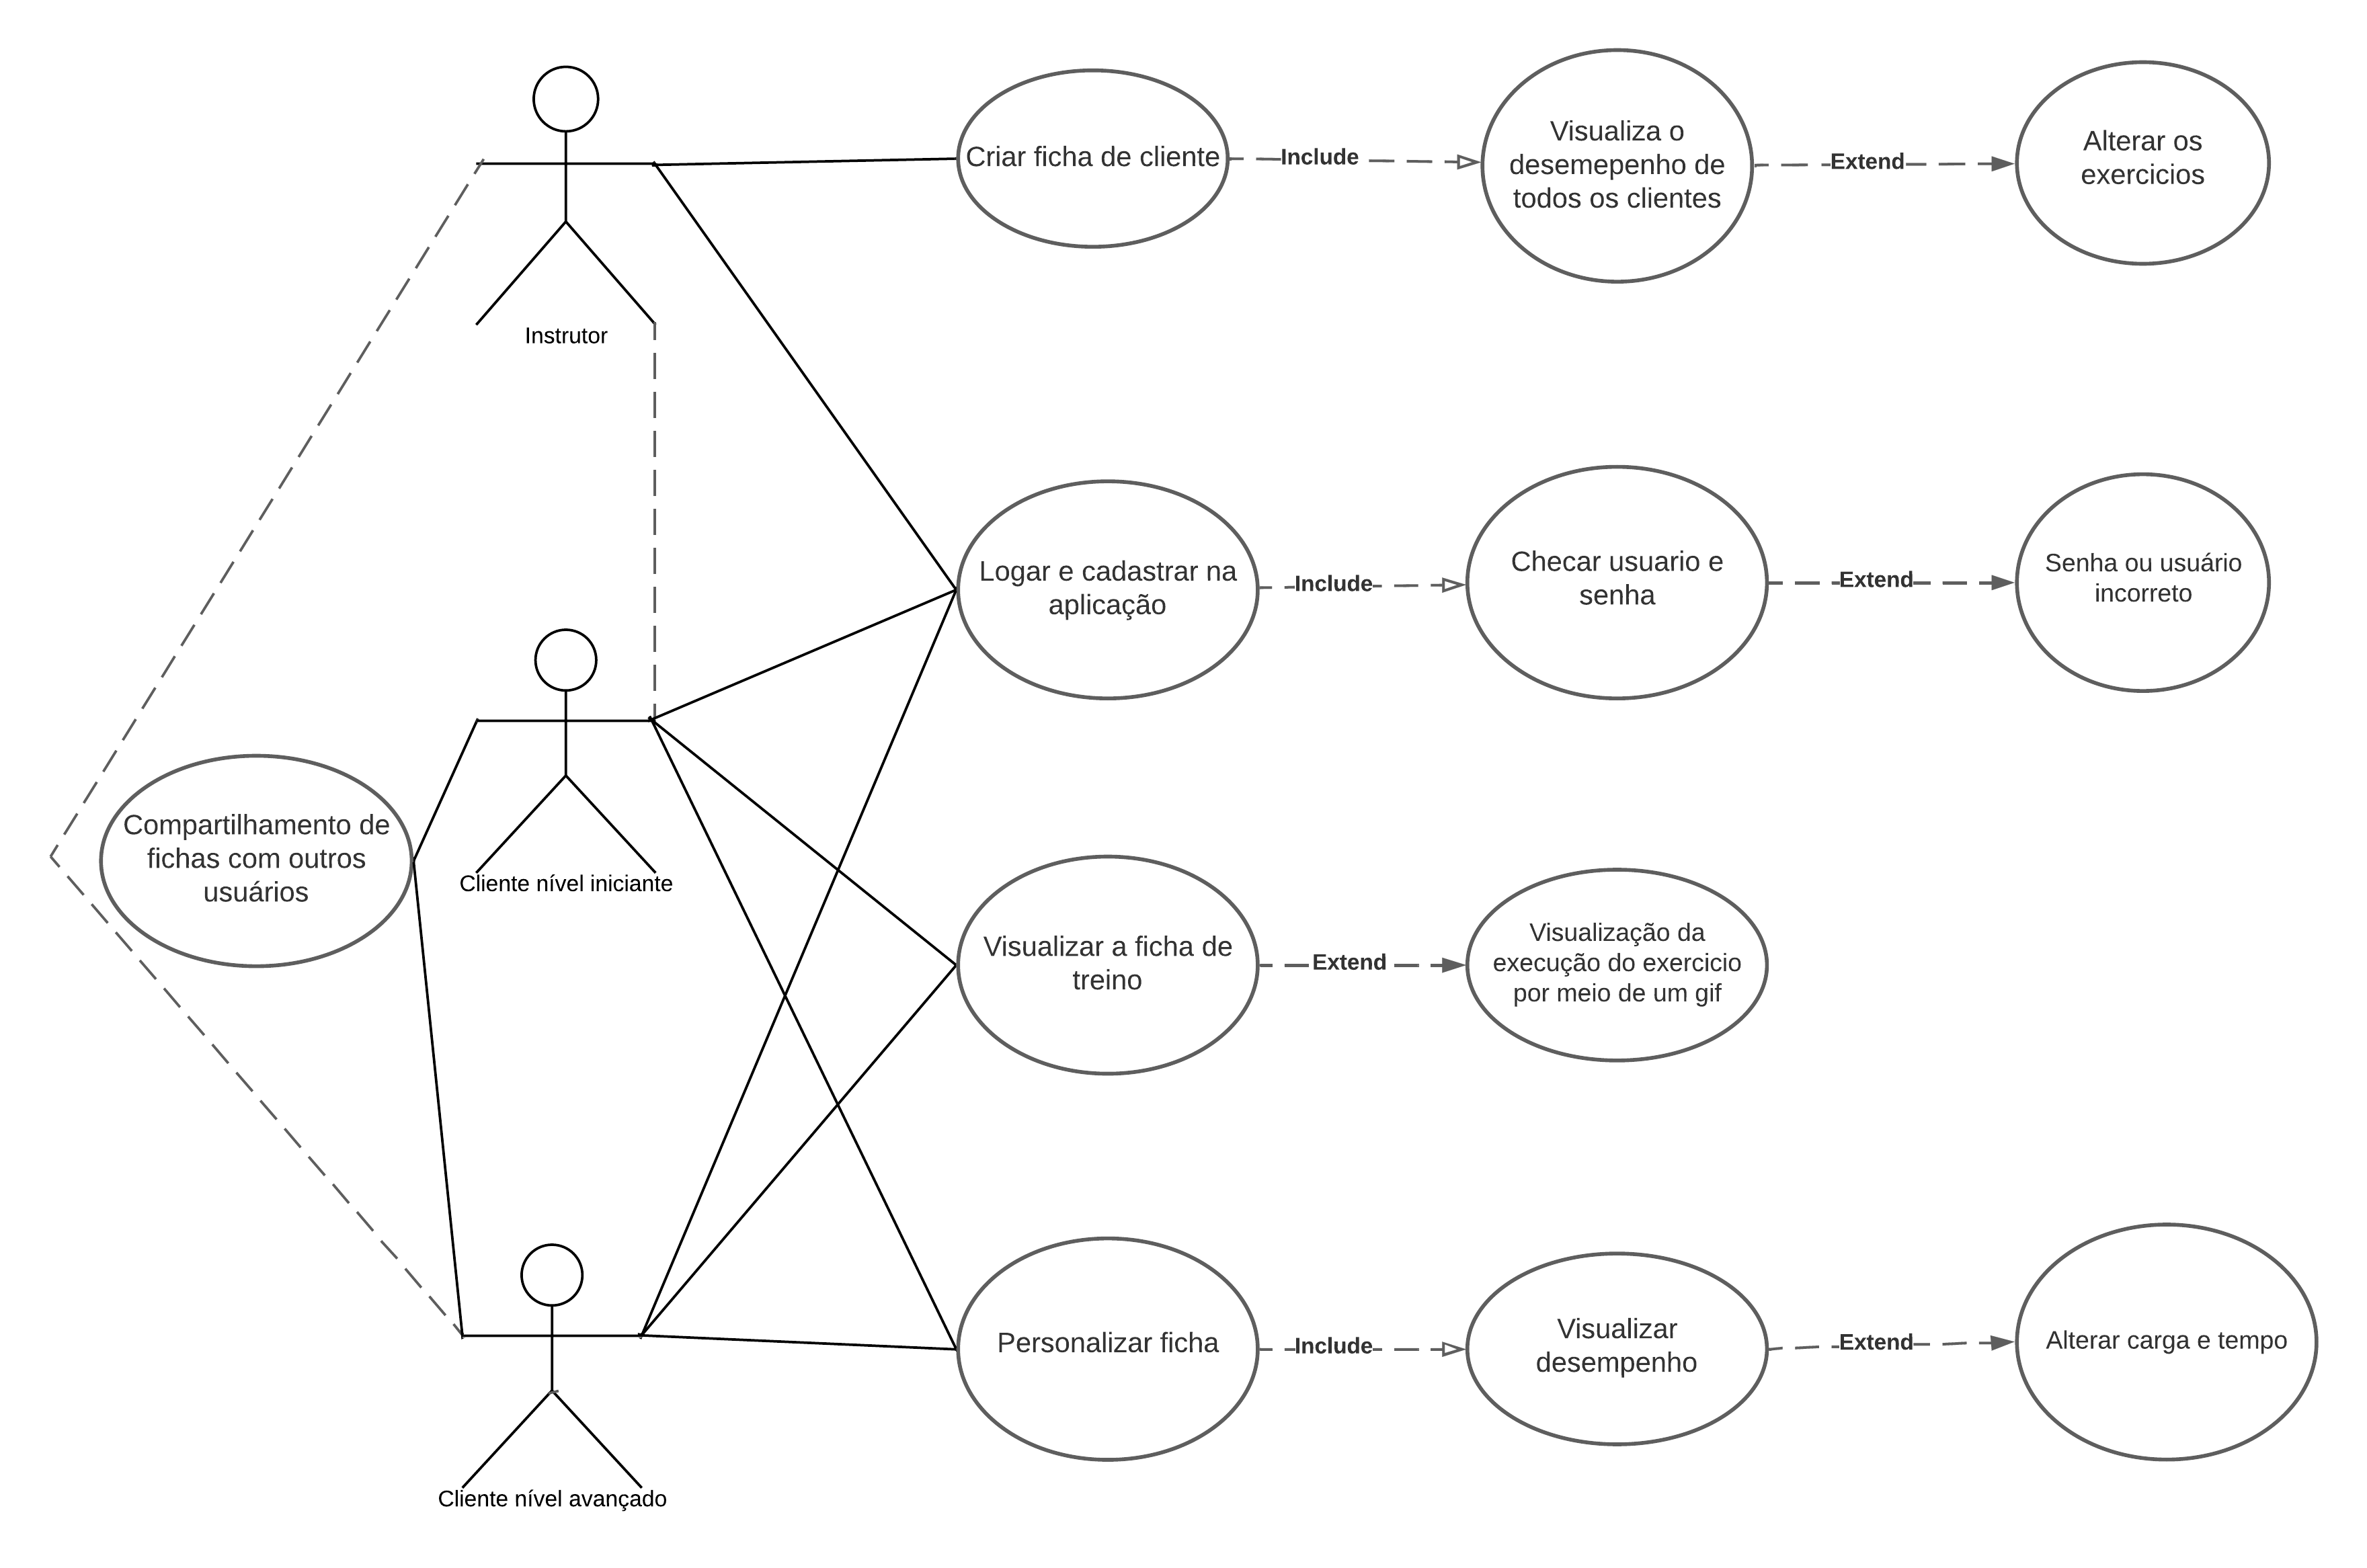 Criar ficha de cliente
Include
Visualiza o
desemepenho de
todos os clientes
Extend
Alterar os
exercicios
Instrutor
Logar e cadastrar na
aplicação
Include
Checar usuario e
senha
Extend
Senha ou usuário
incorreto
Compartilhamento de
fichas com outros
usuários
Cliente nível iniciante
Visualizar a ficha de
treino
Extend
Visualização da
execução do exercicio
por meio de um gif
Personalizar ficha
Include
Visualizar
desempenho
Extend
Alterar carga e tempo
Cliente nível avançado